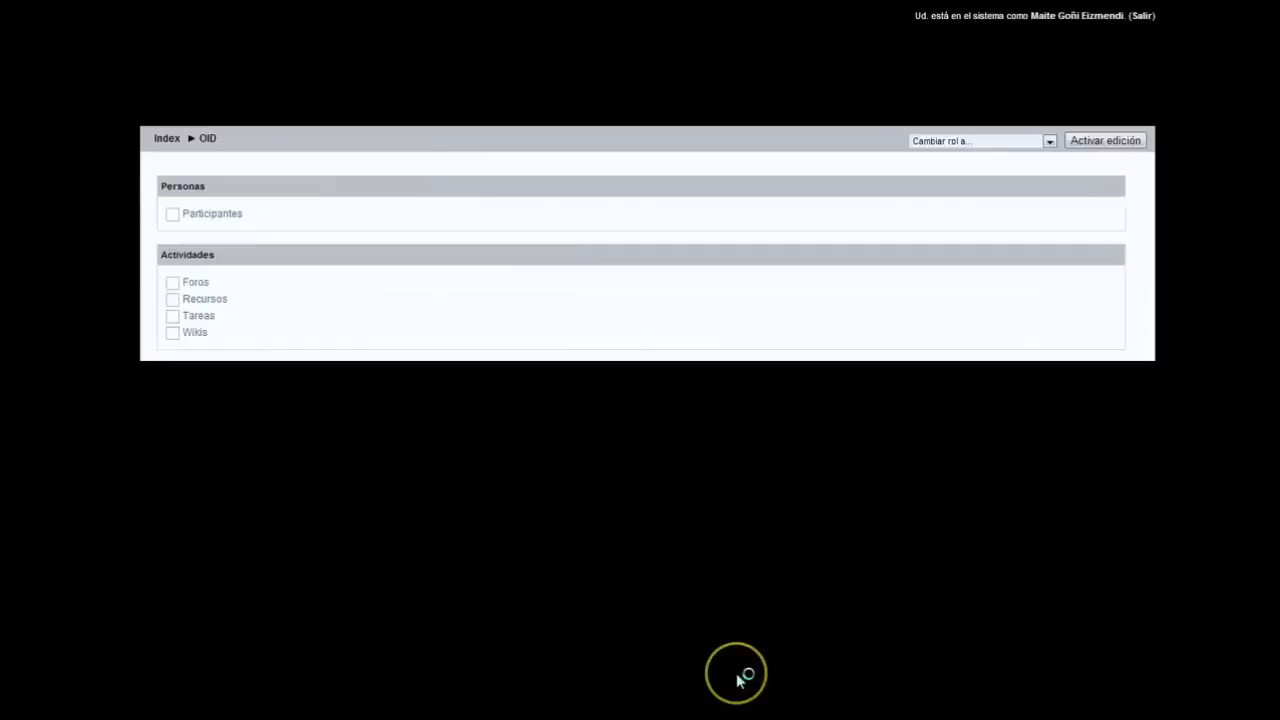 Ud. está en el sistema como Maite Goñi Eizmendi. (Salir)
Index ► OID
Cambiar rol a...
Activar edición
Personas
Participantes
Actividades
Foros
Recursos
Tareas
Wikis